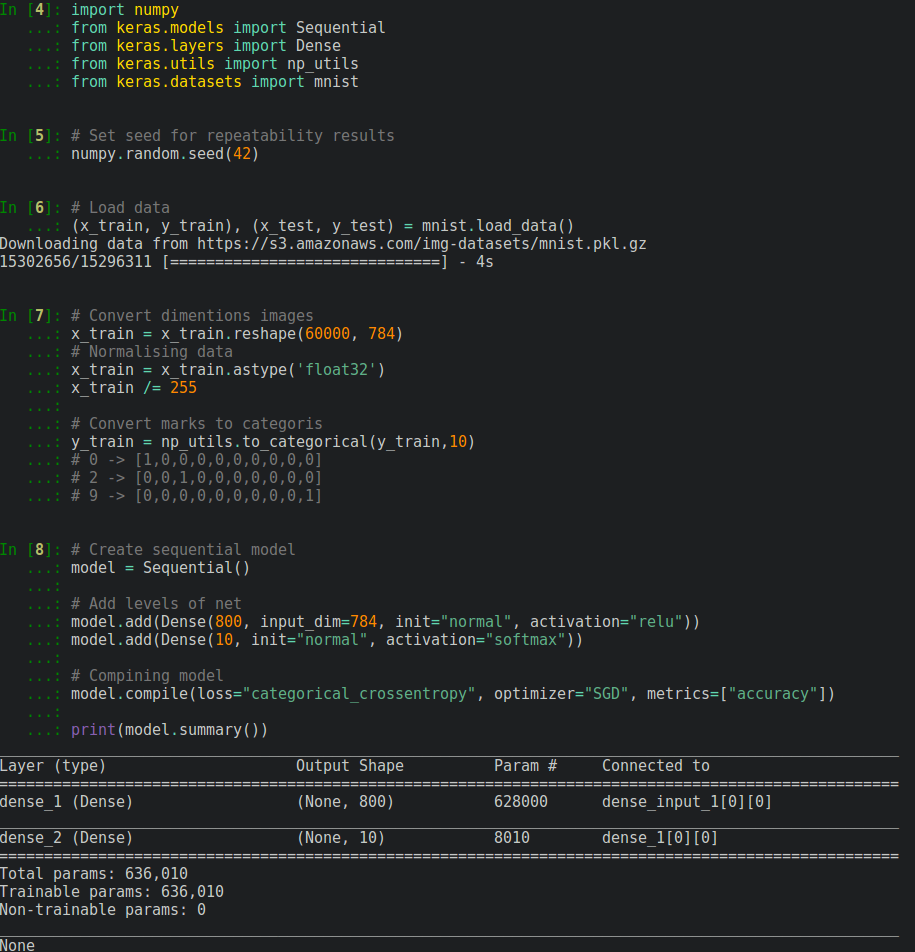 In [4]: import numpy
   ...: from keras.models import Sequential
   ...: from keras.layers import Dense
   ...: from keras.utils import np_utils
   ...: from keras.datasets import mnist
In [5]: # Set seed for repeatability results
   ...: numpy.random.seed(42)
In [6]: # Load data
   ...: (x_train, y_train), (x_test, y_test) = mnist.load_data()
Downloading data from https://s3.amazonaws.com/img-datasets/mnist.pkl.gz
15302656/15296311 [==============================] - 4s
In [7]: # Convert dimentions images
   ...: x_train = x_train.reshape(60000, 784)
   ...: # Normalising data
   ...: x_train = x_train.astype('float32')
   ...: x_train /= 255
   ...:
   ...: # Convert marks to categoris
   ...: y_train = np_utils.to_categorical(y_train,10)
   ...: # 0 -> [1,0,0,0,0,0,0,0,0,0]
   ...: # 2 -> [0,0,1,0,0,0,0,0,0,0]
   ...: # 9 -> [0,0,0,0,0,0,0,0,0,1]
In [8]: # Create sequential model
   ...: model = Sequential()
   ...:
   ...: # Add levels of net
   ...: model.add(Dense(800, input_dim=784, init="normal", activation="relu"))
   ...: model.add(Dense(10, init="normal", activation="softmax"))
   ...:
   ...: # Compining model
   ...: model.compile(loss="categorical_crossentropy", optimizer="SGD", metrics=["accuracy"])
   ...:
   ...: print(model.summary())
____________________________________________________________________________________________________
Layer (type)                     Output Shape          Param #     Connected to
====================================================================================================
dense_1 (Dense)                  (None, 800)           628000      dense_input_1[0][0]
____________________________________________________________________________________________________
dense_2 (Dense)                  (None, 10)            8010        dense_1[0][0]
====================================================================================================
Total params: 636,010
Trainable params: 636,010
Non-trainable params: 0
____________________________________________________________________________________________________
None